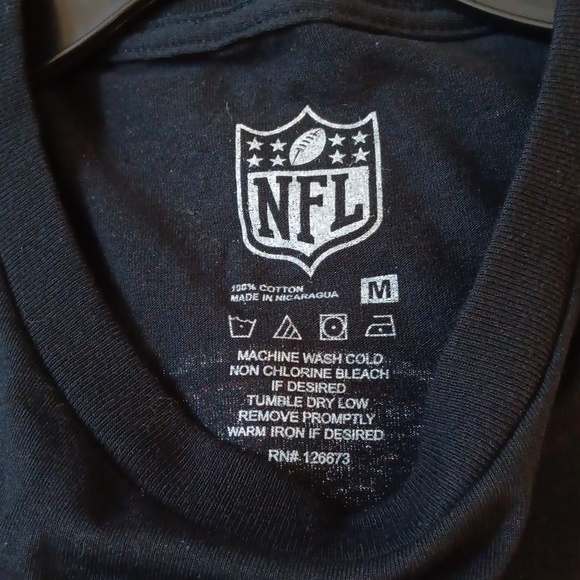 NFL
100% COTTON
MADE IN NICARAGUA
M
MACHINE WASH COLD
NON CHLORINE BLEACH
IF DESIRED
TUMBLE DRY LOW
REMOVE PROMPTLY
WARM IRON IF DESIRED
RN# 126673